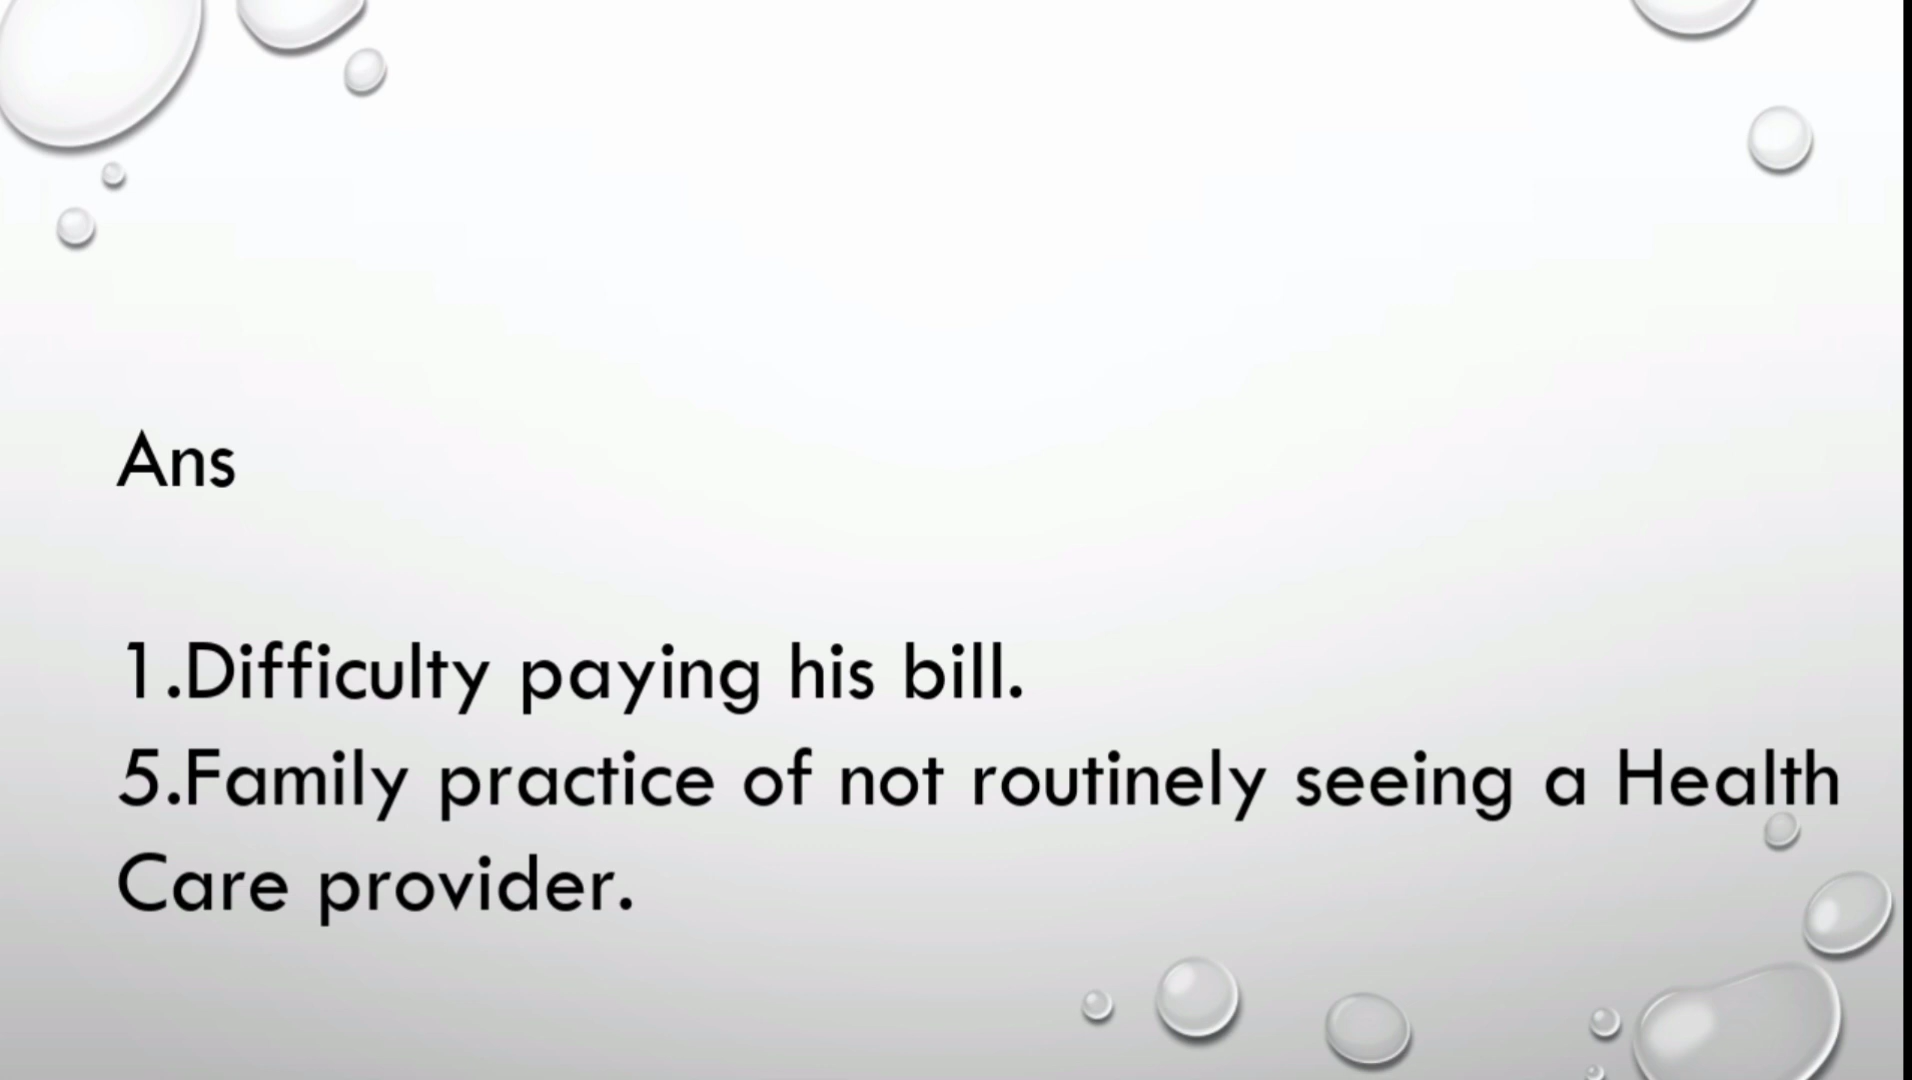 Ans
1.Difficulty paying his bill.
5.Family practice of not routinely seeing a Health
Care provider.